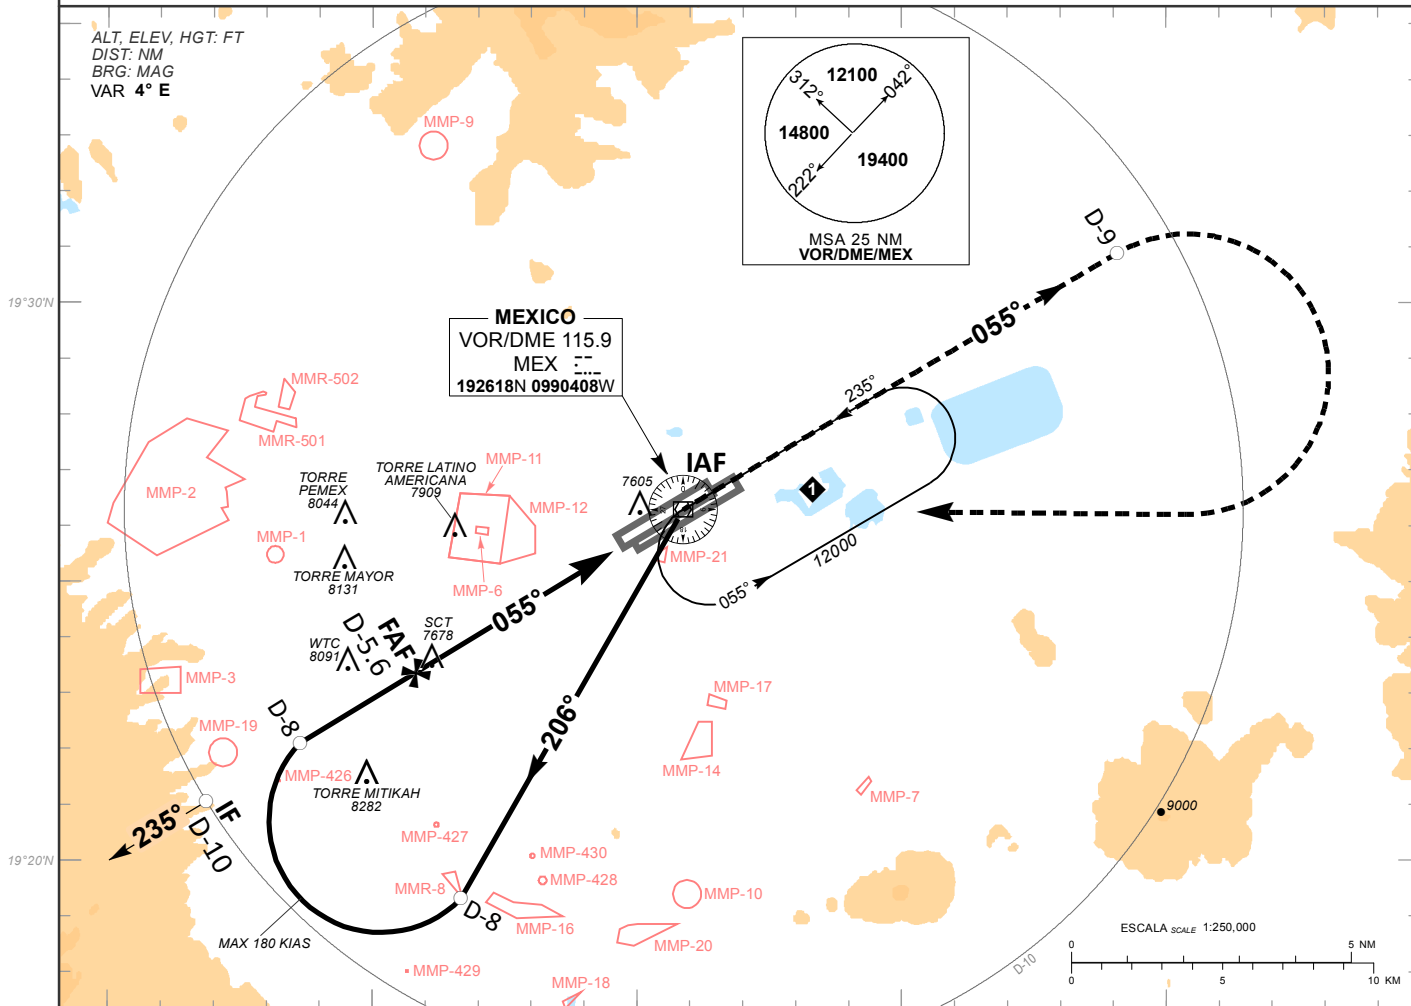 ALT, ELEV, HGT: FT
DIST: NM
BRG: MAG
VAR 4° E
MMP-9
312°
12100
042°
14800
19400
222°
MSA 25 NM
VOR/DME/MEX
D-9
19°30'N
MEXICO
VOR/DME 115.9
MEX
192618N 0990408W
055°
235°
MMR-502
MMR-501
MMP-2
TORRE
PEMEX
8044
TORRE LATINO
AMERICANA
7909
MMP-11
MMP-12
7605
IAF
1
MMP-1
TORRE MAYOR
8131
MMP-6
MMP-21
12000
055°
055°
SCT
7678
FAF
D-5.6
WTC
8091
MMP-3
MMP-17
D-8
MMP-19
206°
MMP-14
MMP-426
TORRE MITIKAH
8282
MMP-7
IF
D-10
235°
9000
MMP-427
19°20'N
MMP-430
MMP-428
MMR-8
MMP-10
D-8
MMP-16
MMP-20
MAX 180 KIAS
ESCALA SCALE 1:250,000
0
5 NM
0
5
10 KM
D-10
MMP-429
MMP-18